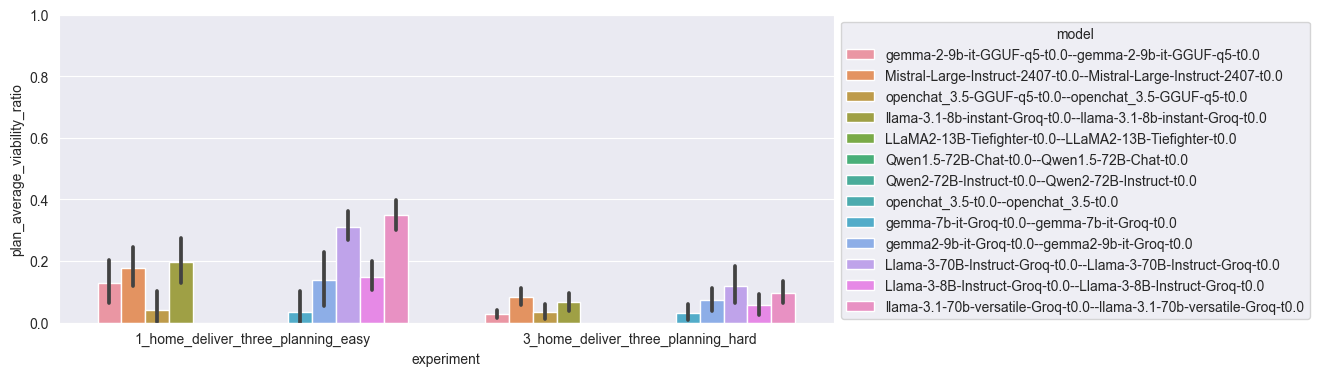 plan_average_viability_ratio
1.0
0.8
0.6
0.4
0.2
0.0
1_home_deliver_three_planning_easy
3_home_deliver_three_planning_hard
experiment
model
gemma-2-9b-it-GGUF-q5-t0.0--gemma-2-9b-it-GGUF-q5-t0.0
Mistral-Large-Instruct-2407-t0.0--Mistral-Large-Instruct-2407-t0.0
openchat_3.5-GGUF-q5-t0.0--openchat_3.5-GGUF-q5-t0.0
llama-3.1-8b-instant-Groq-t0.0--llama-3.1-8b-instant-Groq-t0.0
LLaMA2-13B-Tiefighter-t0.0--LLaMA2-13B-Tiefighter-t0.0
Qwen1.5-72B-Chat-t0.0--Qwen1.5-72B-Chat-t0.0
Qwen2-72B-Instruct-t0.0--Qwen2-72B-Instruct-t0.0
openchat_3.5-t0.0--openchat_3.5-t0.0
gemma-7b-it-Groq-t0.0--gemma-7b-it-Groq-t0.0
gemma2-9b-it-Groq-t0.0--gemma2-9b-it-Groq-t0.0
Llama-3-70B-Instruct-Groq-t0.0--Llama-3-70B-Instruct-Groq-t0.0
Llama-3-8B-Instruct-Groq-t0.0--Llama-3-8B-Instruct-Groq-t0.0
llama-3.1-70b-versatile-Groq-t0.0--llama-3.1-70b-versatile-Groq-t0.0